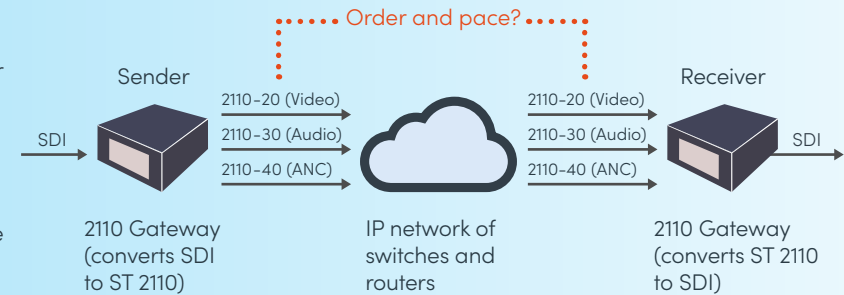 Order and pace?
Sender
Receiver
SDI
2110-20 (Video)
2110-30 (Audio)
2110-40 (ANC)
2110-20 (Video)
2110-30 (Audio)
2110-40 (ANC)
SDI
2110 Gateway
(converts SDI
to ST 2110)
IP network of
switches and
routers
2110 Gateway
(converts ST 2110
to SDI)